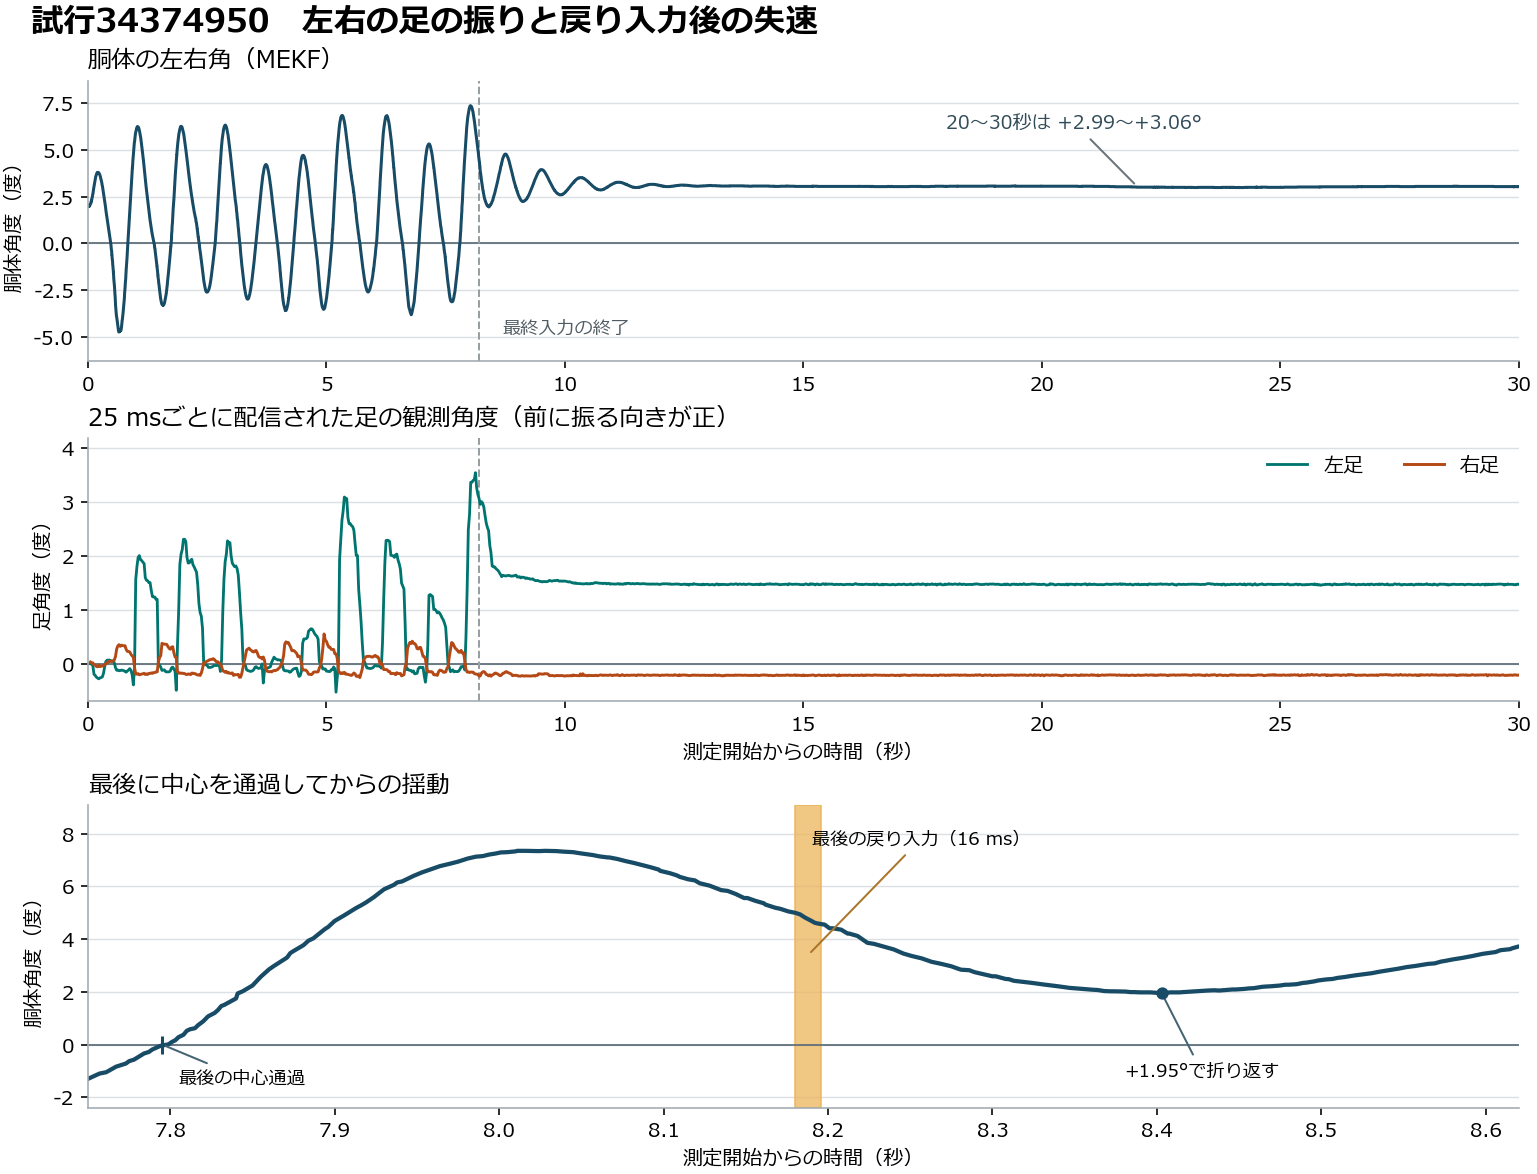 試行34374950　左右の足の振りと戻り入力後の失速
胴体の左右角（MEKF）
胴体角度（度）
7.5
5.0
2.5
0.0
-2.5
-5.0
20～30秒は +2.99～+3.06°
最終入力の終了
0 5 10 15 20 25 30
25 msごとに配信された足の観測角度（前に振る向きが正）
足角度（度）
4
3
2
1
0
左足 右足
0 5 10 15 20 25 30
測定開始からの時間（秒）
最後に中心を通過してからの揺動
胴体角度（度）
8
6
4
2
0
-2
最後の戻り入力（16 ms）
最後の中心通過
+1.95°で折り返す
7.8 7.9 8.0 8.1 8.2 8.3 8.4 8.5 8.6
測定開始からの時間（秒）